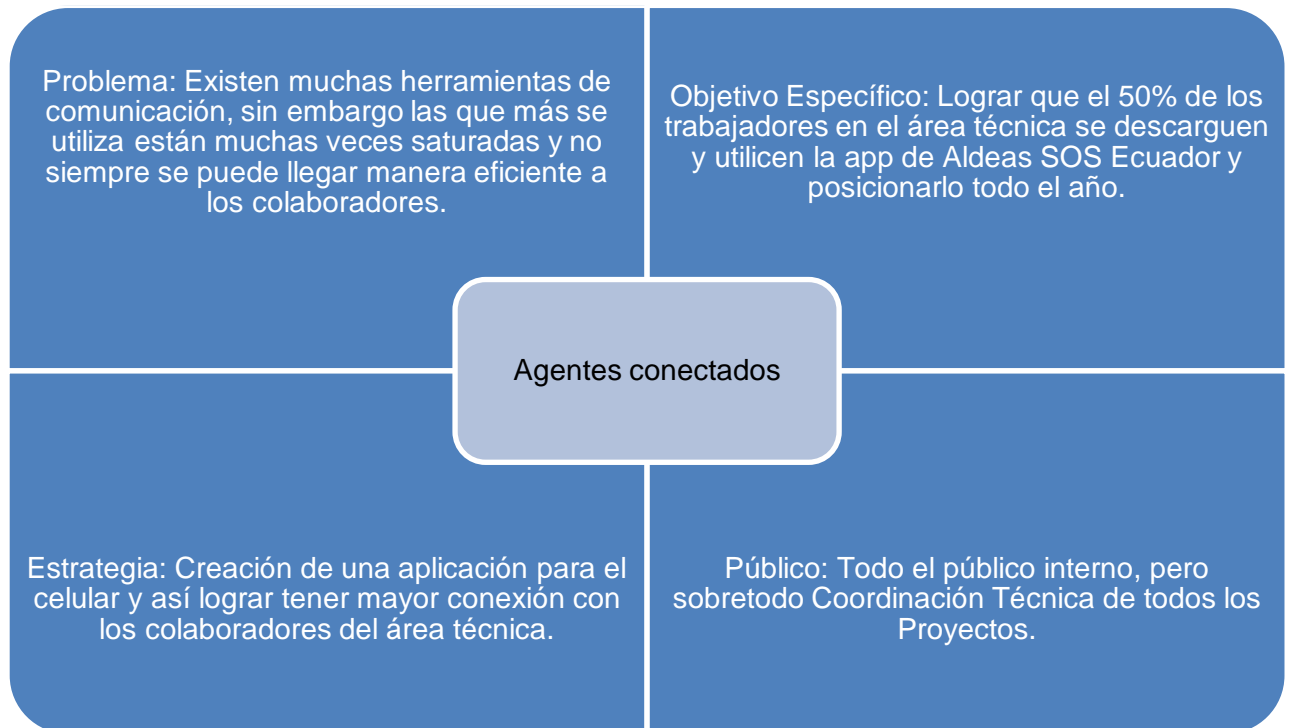 Problema: Existen muchas herramientas de
comunicación, sin embargo las que más se
utiliza están muchas veces saturadas y no
siempre se puede llegar manera eficiente a
los colaboradores.
Objetivo Específico: Lograr que el 50% de los
trabajadores en el área técnica se descarguen
y utilicen la app de Aldeas SOS Ecuador y
posicionarlo todo el año.
Agentes conectados
Estrategia: Creación de una aplicación para el
celular y así lograr tener mayor conexión con
los colaboradores del área técnica.
Público: Todo el público interno, pero
sobretodo Coordinación Técnica de todos los
Proyectos.